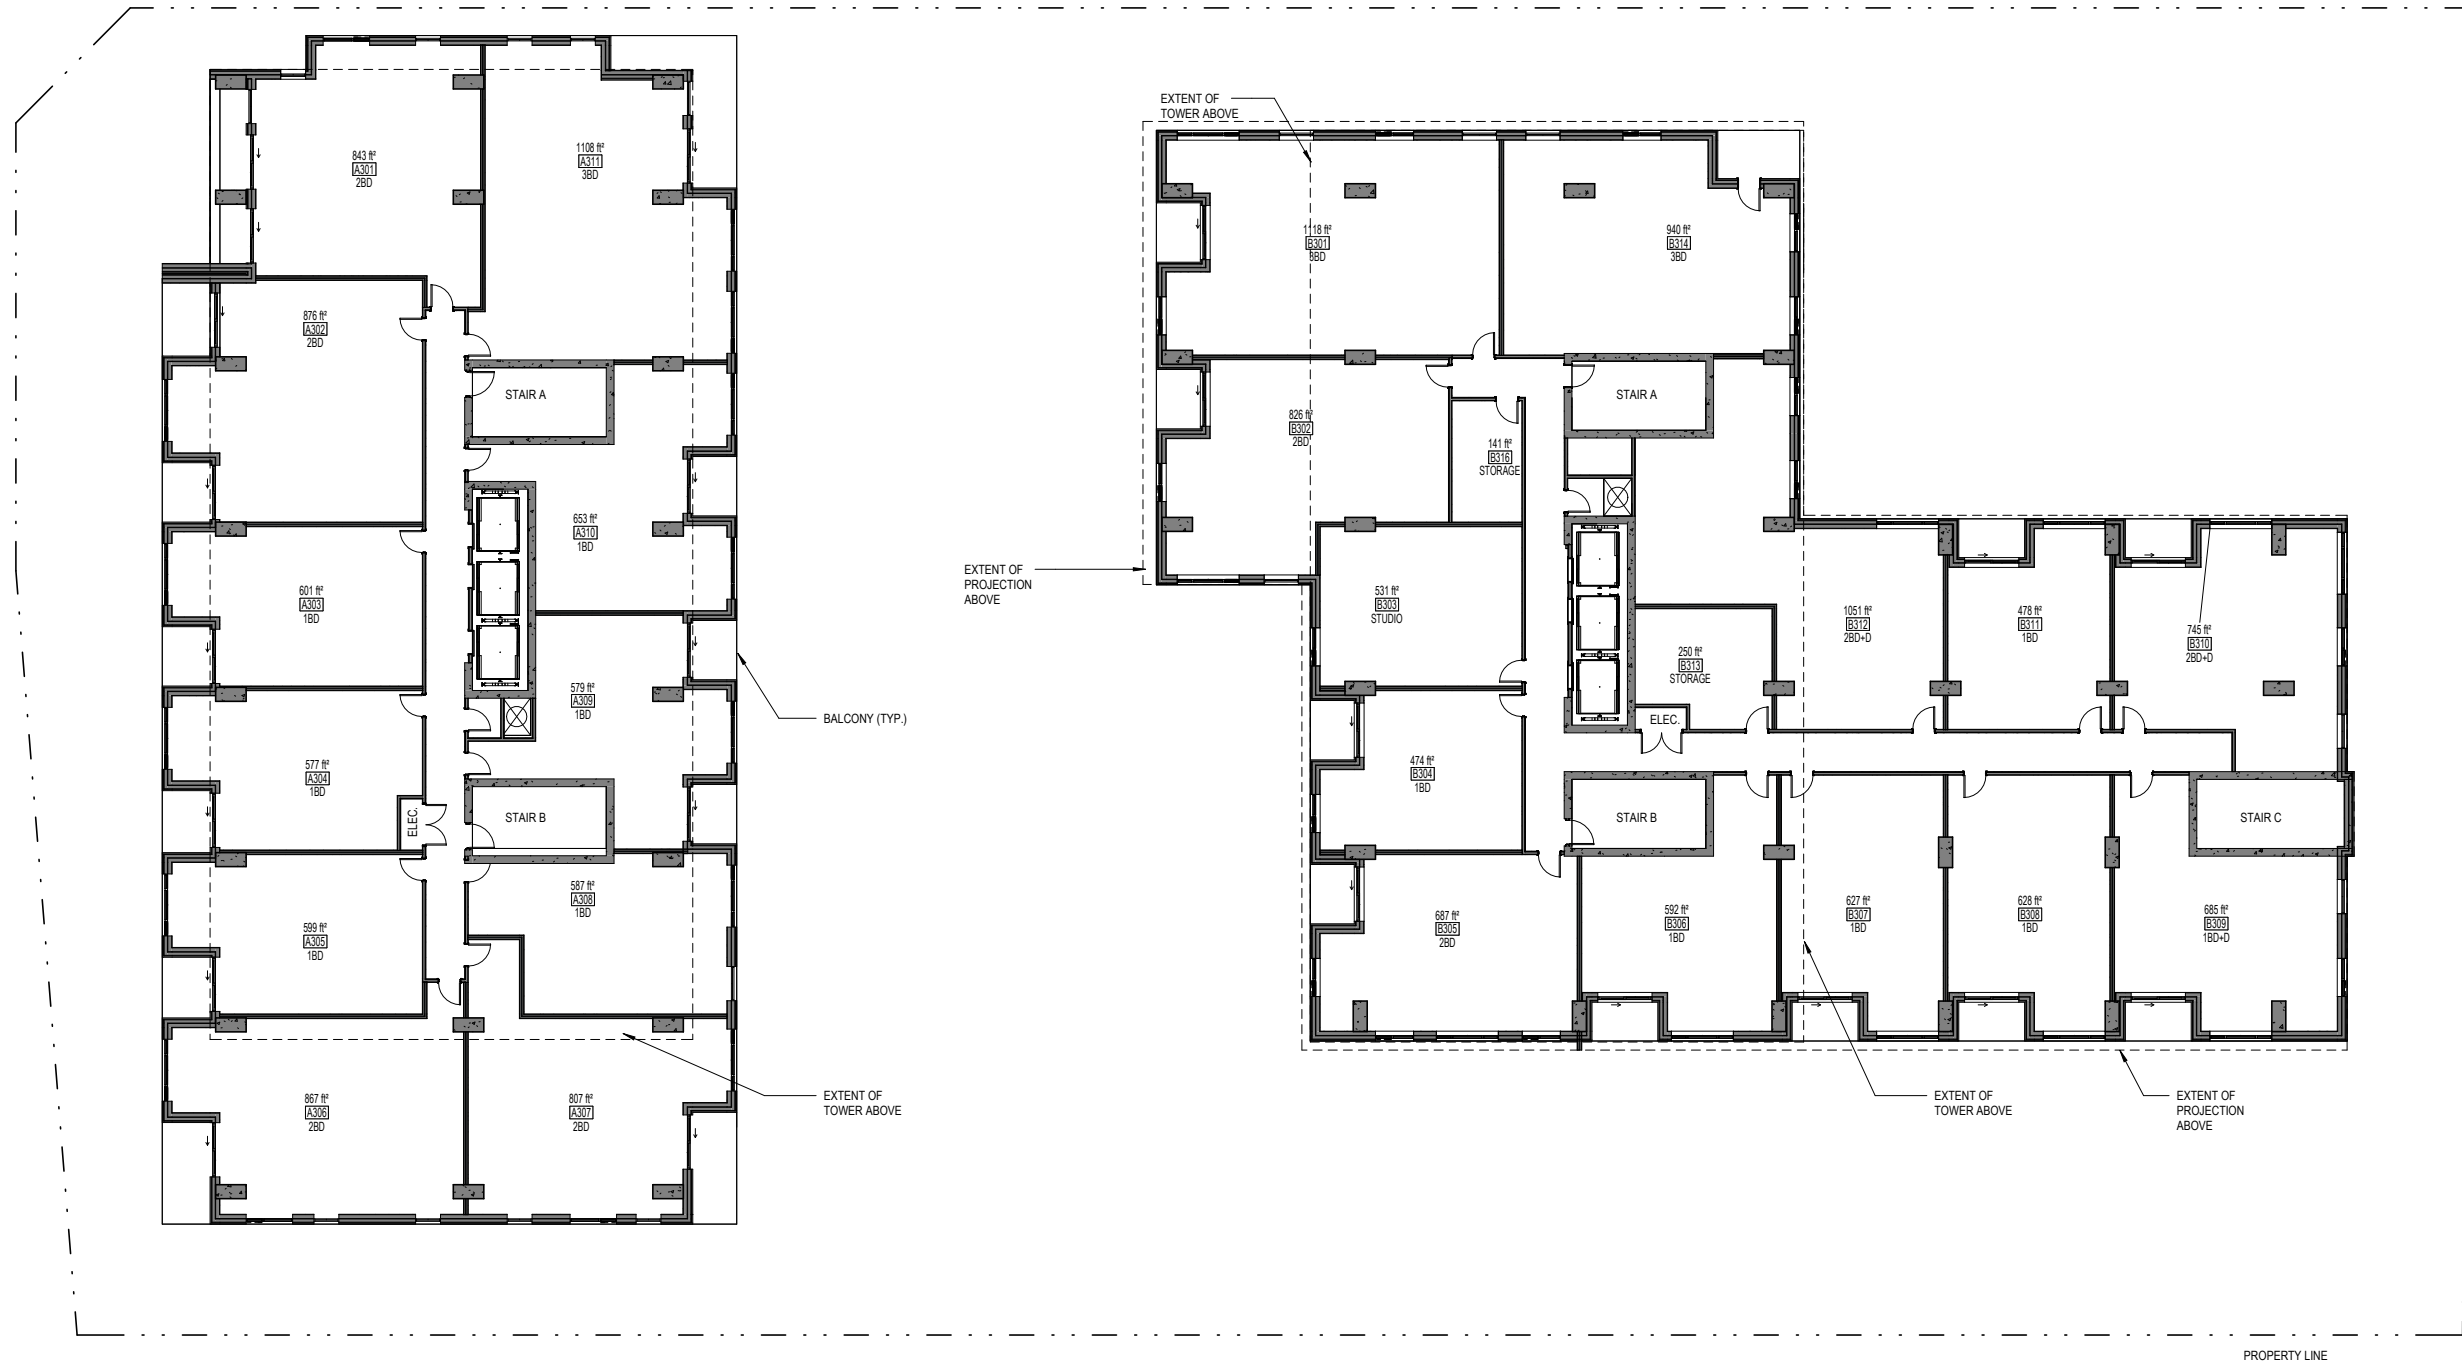 843 ft²
A301
2BD
1108 ft²
A311
3BD
876 ft²
A302
2BD
STAIR A
653 ft²
A310
1BD
601 ft²
A303
1BD
579 ft²
A309
1BD
577 ft²
A304
1BD
ELEC.
STAIR B
587 ft²
A308
1BD
599 ft²
A305
1BD
867 ft²
A306
2BD
807 ft²
A307
2BD
BALCONY (TYP.)
EXTENT OF
TOWER ABOVE
EXTENT OF
TOWER ABOVE
1118 ft²
B301
3BD
940 ft²
B314
3BD
826 ft²
B302
2BD
141 ft²
B316
STORAGE
STAIR A
EXTENT OF
PROJECTION
ABOVE
531 ft²
B303
STUDIO
1051 ft²
B312
2BD+D
478 ft²
B311
1BD
745 ft²
B310
2BD+D
250 ft²
B313
STORAGE
ELEC.
474 ft²
B304
1BD
STAIR B
STAIR C
687 ft²
B305
2BD
592 ft²
B306
1BD
627 ft²
B307
1BD
628 ft²
B308
1BD
685 ft²
B309
1BD+D
EXTENT OF
TOWER ABOVE
EXTENT OF
PROJECTION
ABOVE
PROPERTY LINE